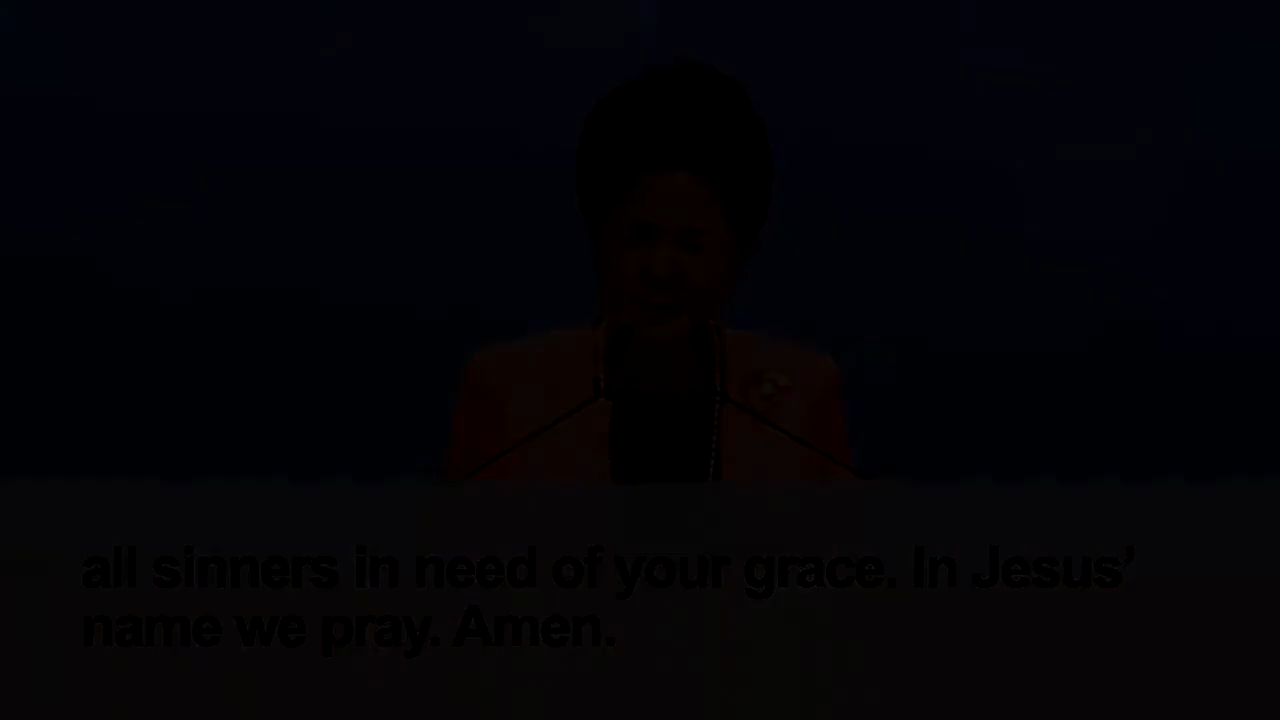 all sinners in need of your grace. In Jesus’
name we pray. Amen.